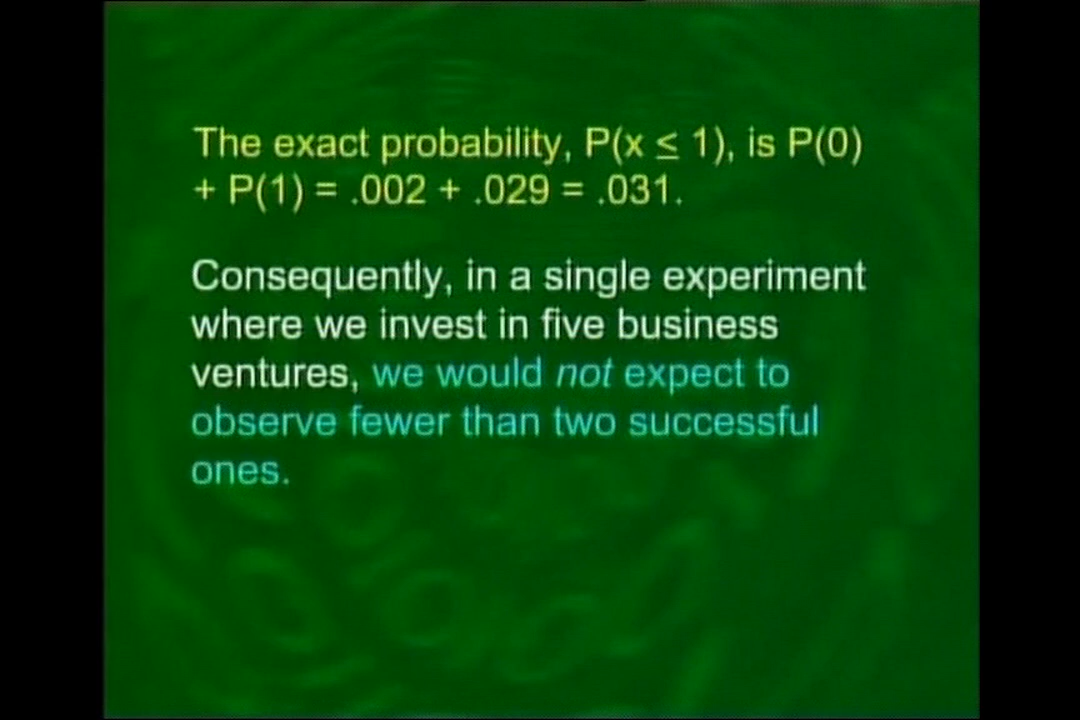 The exact probability, P(x ≤ 1), is P(0)
+ P(1) = .002 + .029 = .031.
Consequently, in a single experiment
where we invest in five business
ventures, we would not expect to
observe fewer than two successful
ones.